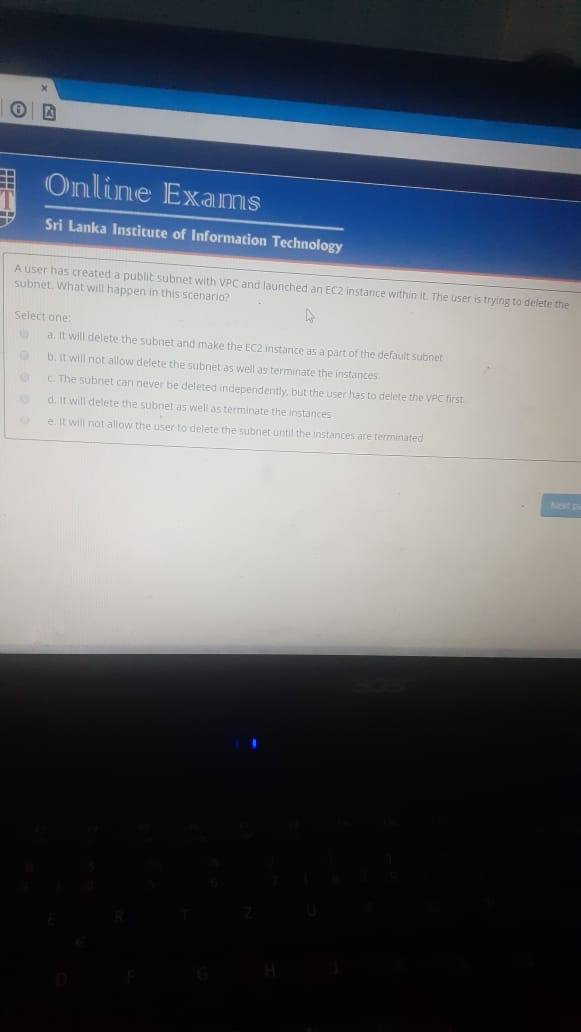 Online Exams
Sri Lanka Institute of Information Technology
A user has created a public subnet with VPC and launched an EC2 instance within it. The user is trying to delete the
subnet. What will happen in this scenario?
Select one:
a. It will delete the subnet and make the EC2 instance as a part of the default subnet
b. It will not allow delete the subnet as well as terminate the instances
c. The subnet can never be deleted independently, but the user has to delete the VPC first.
d. It will delete the subnet as well as terminate the instances
e. It will not allow the user to delete the subnet until the instances are terminated
Next
acer
E R T Z U
D F G H J